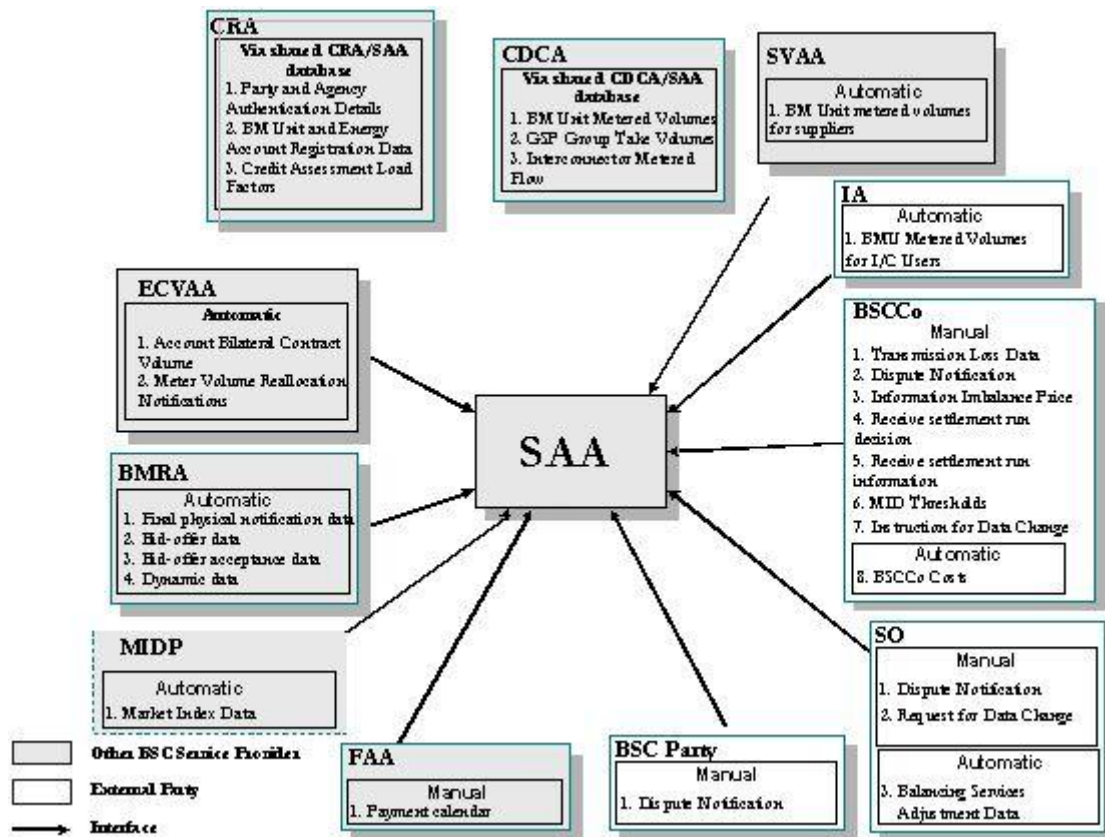 CRA
Via shared CRA/SAA
database
1. Party and Agency
Authentication Details
2. BM Unit and Energy
Account Registration Data
3. Credit Assessment Load
Factors
CDCA
Via shared CDCA/SAA
database
1. BM Unit Metered Volumes
2. GSP Group Take Volumes
3. Interconnector Metered
Flow
SVAA
Automatic
1. BM Unit metered volumes
for suppliers
IA
Automatic
1. BMU Metered Volumes
for I/C Users
ECVAA
Automatic
1. Account Bilateral Contract
Volume
2. Meter Volume Reallocation
Notifications
BSCCo
Manual
1. Transmission Loss Data
2. Dispute Notification
3. Information Imbalance Price
4. Receive settlement run
decision
5. Receive settlement run
information
6. MID Thresholds
7. Instruction for Data Change
Automatic
8. BSCCo Costs
SAA
BMRA
Automatic
1. Final physical notification data
2. Bid-offer data
3. Bid-offer acceptance data
4. Dynamic data
MIDP
Automatic
1. Market Index Data
SO
Manual
1. Dispute Notification
2. Request for Data Change
Automatic
3. Balancing Services
Adjustment Data
FAA
Manual
1. Payment calendar
BSC Party
Manual
1. Dispute Notification
Other BSC Service Provider
External Party
Interface